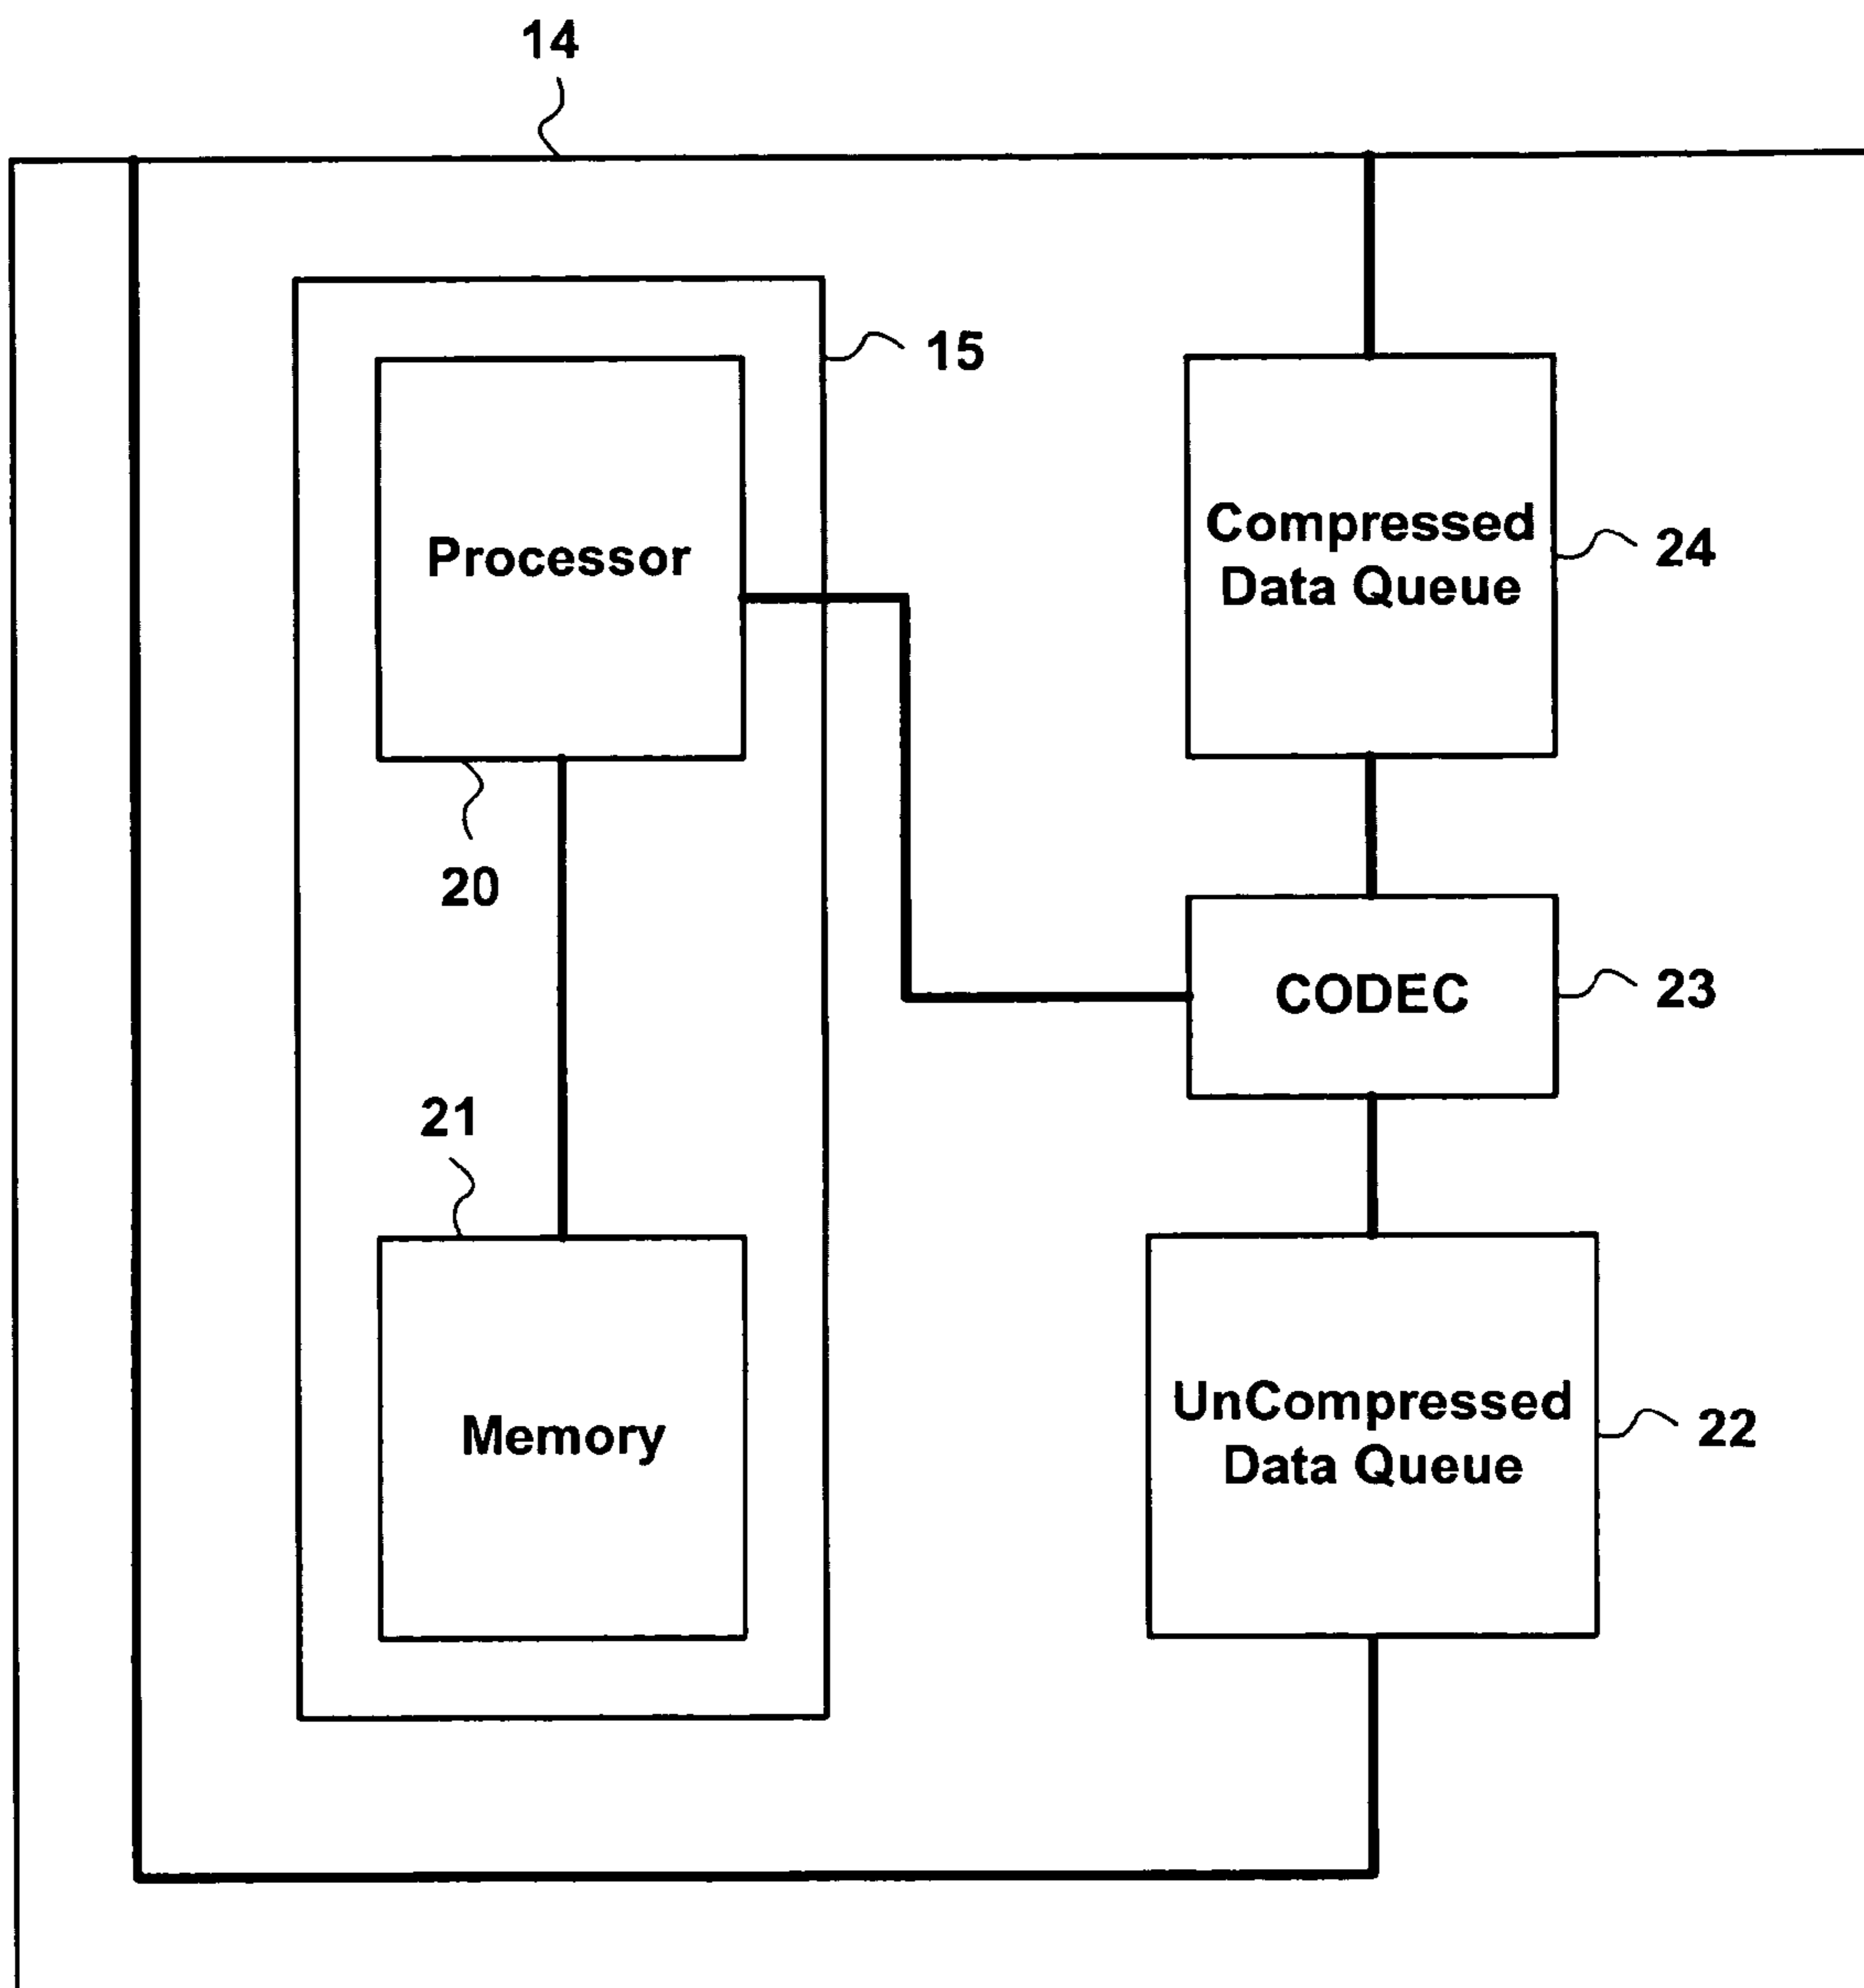 14
15
Processor
Compressed
Data Queue
24
20
CODEC
23
21
Memory
UnCompressed
Data Queue
22